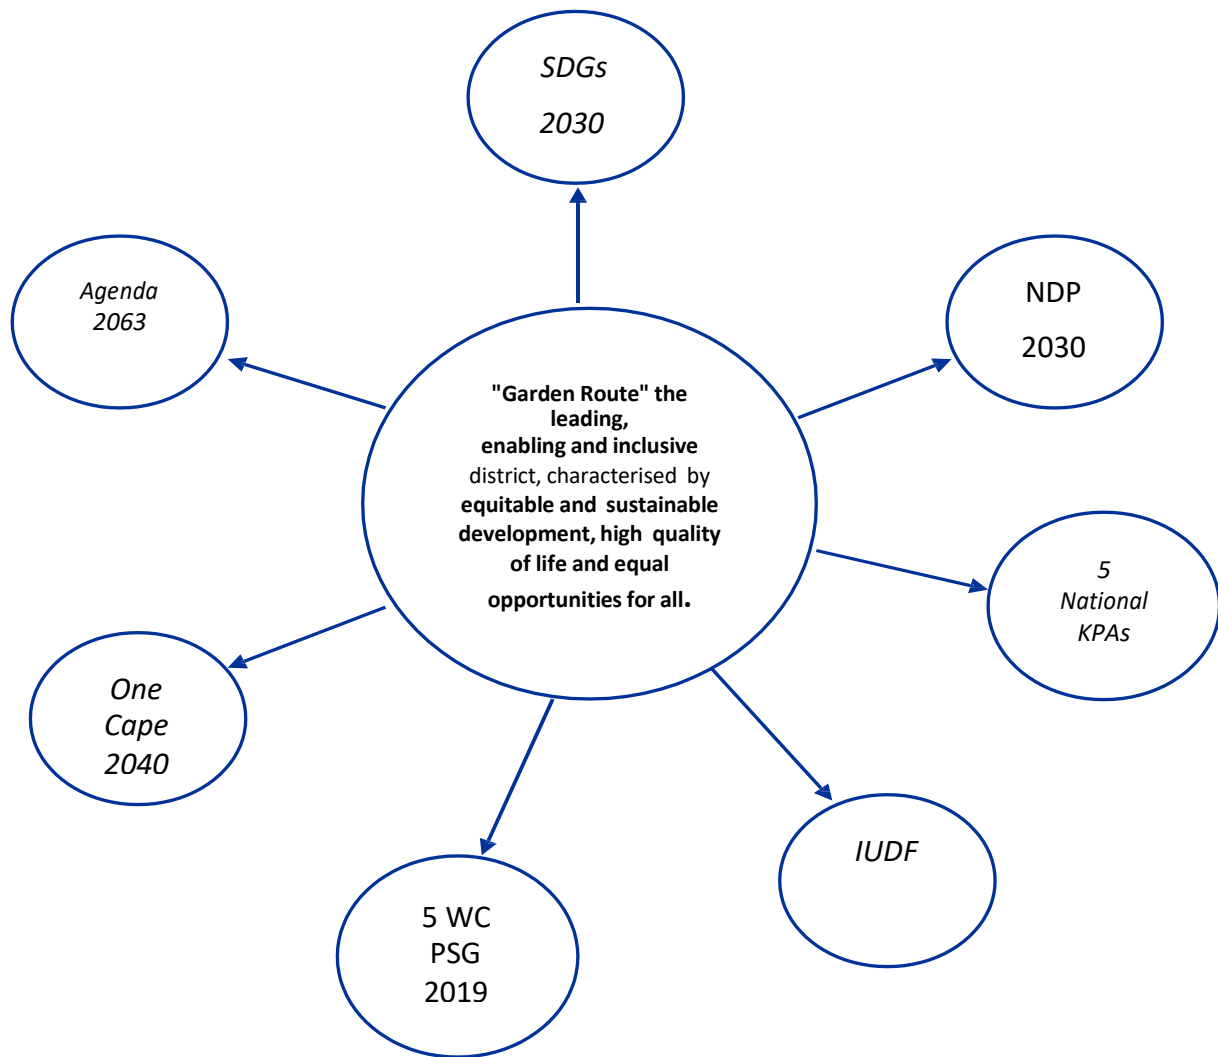 SDGs
2030
Agenda
2063
NDP
2030
"Garden Route" the
leading,
enabling and inclusive
district, characterised by
equitable and sustainable
development, high quality
of life and equal
opportunities for all.
5
National
KPAs
One
Cape
2040
IUDF
5 WC
PSG
2019